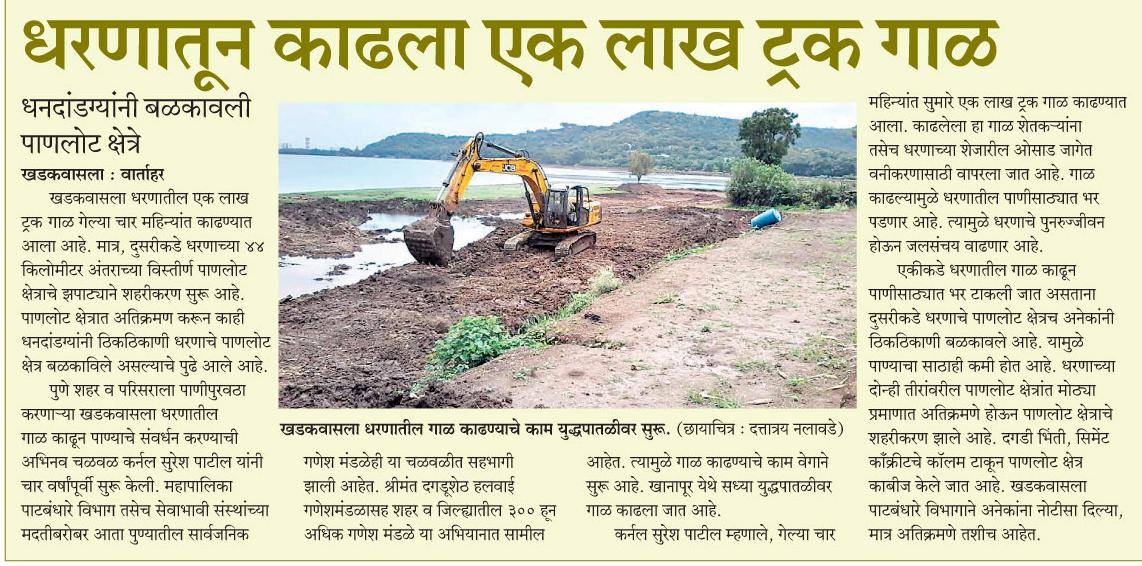 धरणातून काढला एक लाख ट्रक गाळ
धनदांडग्यांनी बळकावली
पाणलोट क्षेत्रे
खडकवासला : वार्ताहर
खडकवासला धरणातील एक लाख
ट्रक गाळ गेल्या चार महिन्यांत काढण्यात
आला आहे. मात्र, दुसरीकडे धरणाच्या ४४
किलोमीटर अंतराच्या विस्तीर्ण पाणलोट
क्षेत्राचे झपाट्याने शहरीकरण सुरू आहे.
पाणलोट क्षेत्रात अतिक्रमण करून काही
धनदांडग्यांनी ठिकठिकाणी धरणाचे पाणलोट
क्षेत्र बळकाविले असल्याचे पुढे आले आहे.
पुणे शहर व परिसराला पाणीपुरवठा
करणाऱ्या खडकवासला धरणातील
गाळ काढून पाण्याचे संवर्धन करण्याची
अभिनव चळवळ कर्नल सुरेश पाटील यांनी
चार वर्षांपूर्वी सुरू केली. महापालिका
पाटबंधारे विभाग तसेच सेवाभावी संस्थांच्या
मदतीबरोबर आता पुण्यातील सार्वजनिक
JCB
खडकवासला धरणातील गाळ काढण्याचे काम युद्धपातळीवर सुरू. (छायाचित्र : दत्तात्रय नलावडे)
गणेश मंडळेही या चळवळीत सहभागी
झाली आहेत. श्रीमंत दगडूशेठ हलवाई
गणेशमंडळासह शहर व जिल्ह्यातील ३०० हून
अधिक गणेश मंडळे या अभियानात सामील
आहेत. त्यामुळे गाळ काढण्याचे काम वेगाने
सुरू आहे. खानापूर येथे सध्या युद्धपातळीवर
गाळ काढला जात आहे.
कर्नल सुरेश पाटील म्हणाले, गेल्या चार
महिन्यांत सुमारे एक लाख ट्रक गाळ काढण्यात
आला. काढलेला हा गाळ शेतकऱ्यांना
तसेच धरणाच्या शेजारील ओसाड जागेत
वनीकरणासाठी वापरला जात आहे. गाळ
काढल्यामुळे धरणातील पाणीसाठ्यात भर
पडणार आहे. त्यामुळे धरणाचे पुनरुज्जीवन
होऊन जलसंचय वाढणार आहे.
एकीकडे धरणातील गाळ काढून
पाणीसाठ्यात भर टाकली जात असताना
दुसरीकडे धरणाचे पाणलोट क्षेत्रच अनेकांनी
ठिकठिकाणी बळकावले आहे. यामुळे
पाण्याचा साठाही कमी होत आहे. धरणाच्या
दोन्ही तीरांवरील पाणलोट क्षेत्रांत मोठ्या
प्रमाणात अतिक्रमणे होऊन पाणलोट क्षेत्राचे
शहरीकरण झाले आहे. दगडी भिंती, सिमेंट
काँक्रीटचे कॉलम टाकून पाणलोट क्षेत्र
काबीज केले जात आहे. खडकवासला
पाटबंधारे विभागाने अनेकांना नोटीसा दिल्या,
मात्र अतिक्रमणे तशीच आहेत.